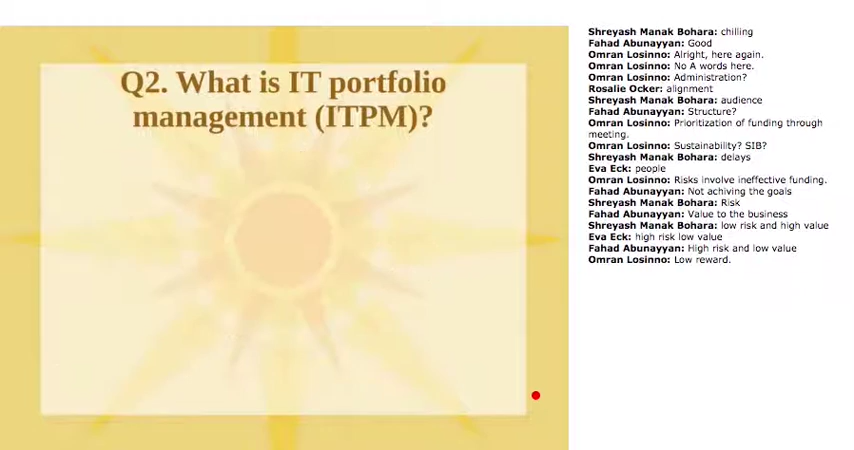 Q2. What is IT portfolio
management (ITPM)?
Shreyash Manak Bohara: chilling
Fahad Abunayyan: Good
Omran Losinno: Alright, here again.
Omran Losinno: No A words here.
Omran Losinno: Administration?
Rosalie Ocker: alignment
Shreyash Manak Bohara: audience
Fahad Abunayyan: Structure?
Omran Losinno: Prioritization of funding through
meeting.
Omran Losinno: Sustainability? SIB?
Shreyash Manak Bohara: delays
Eva Eck: people
Omran Losinno: Risks involve ineffective funding.
Fahad Abunayyan: Not achiving the goals
Shreyash Manak Bohara: Risk
Fahad Abunayyan: Value to the business
Shreyash Manak Bohara: low risk and high value
Eva Eck: high risk low value
Fahad Abunayyan: High risk and low value
Omran Losinno: Low reward.